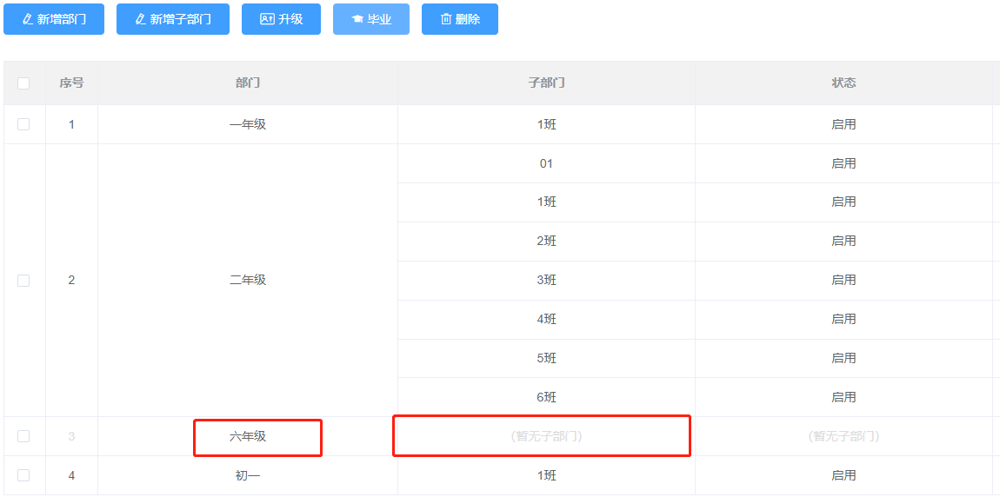 新增部门 新增子部门 升级 毕业 删除
序号 部门 子部门 状态
1 一年级 1班 启用
01 启用
1班 启用
2班 启用
2 二年级 3班 启用
4班 启用
5班 启用
6班 启用
3 六年级 (暂无子部门) (暂无子部门)
4 初一 1班 启用